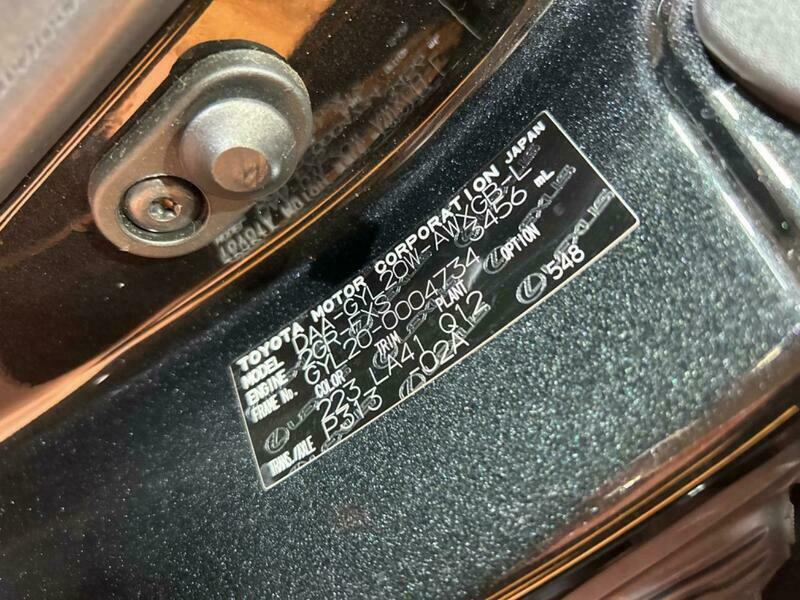 TOYOTA MOTOR CORPORATION JAPAN
MODEL DAA-GYL20W-AWXGB-L
ENGINE 2GR-FXS 3456 mL
FRAME No. GYL20-0004734
COLOR TRIM PLANT OPTION
223 LA41 Q12 548
TRANS./AXLE P313 02A